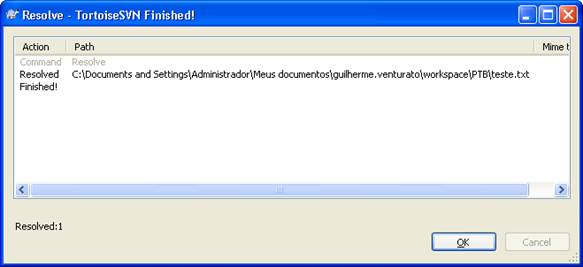 Resolve - TortoiseSVN Finished!
Action Path Mime t
Command Resolve
Resolved C:\Documents and Settings\Administrador\Meus documentos\guilherme.venturato\workspace\PTB\teste.txt
Finished!
Resolved:1
OK Cancel